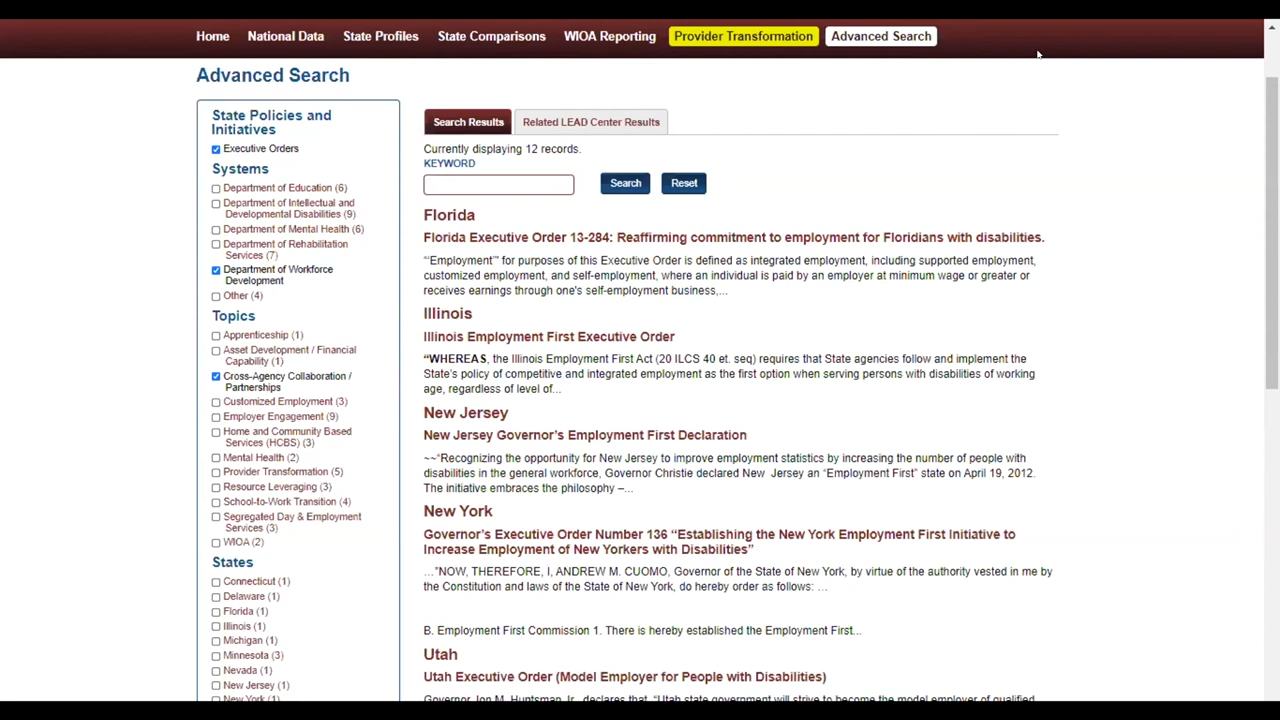 Home National Data State Profiles State Comparisons WIOA Reporting Provider Transformation Advanced Search
Advanced Search
State Policies and
Initiatives
Executive Orders
Systems
Department of Education (6)
Department of Intellectual and
Developmental Disabilities (9)
Department of Mental Health (6)
Department of Rehabilitation
Services (7)
Department of Workforce
Development
Other (4)
Topics
Apprenticeship (1)
Asset Development / Financial
Capability (1)
Cross-Agency Collaboration /
Partnerships
Customized Employment (3)
Employer Engagement (9)
Home and Community Based
Services (HCBS) (3)
Mental Health (2)
Provider Transformation (5)
Resource Leveraging (3)
School-to-Work Transition (4)
Segregated Day & Employment
Services (3)
WIOA (2)
States
Connecticut (1)
Delaware (1)
Florida (1)
Illinois (1)
Michigan (1)
Minnesota (3)
Nevada (1)
New Jersey (1)
New York (1)
Search Results Related LEAD Center Results
Currently displaying 12 records.
KEYWORD
Search Reset
Florida
Florida Executive Order 13-284: Reaffirming commitment to employment for Floridians with disabilities.
“‘Employment’” for purposes of this Executive Order is defined as integrated employment, including supported employment,
customized employment, and self-employment, where an individual is paid by an employer at minimum wage or greater or
receives earnings through one's self-employment business,...
Illinois
Illinois Employment First Executive Order
“WHEREAS, the Illinois Employment First Act (20 ILCS 40 et. seq) requires that State agencies follow and implement the
State’s policy of competitive and integrated employment as the first option when serving persons with disabilities of working
age, regardless of level of...
New Jersey
New Jersey Governor’s Employment First Declaration
~~“Recognizing the opportunity for New Jersey to improve employment statistics by increasing the number of people with
disabilities in the general workforce, Governor Christie declared New Jersey an “Employment First” state on April 19, 2012.
The initiative embraces the philosophy –...
New York
Governor’s Executive Order Number 136 “Establishing the New York Employment First Initiative to
Increase Employment of New Yorkers with Disabilities”
…”NOW, THEREFORE, I, ANDREW M. CUOMO, Governor of the State of New York, by virtue of the authority vested in me by
the Constitution and laws of the State of New York, do hereby order as follows: …
B. Employment First Commission 1. There is hereby established the Employment First...
Utah
Utah Executive Order (Model Employer for People with Disabilities)
Governor, Jon M. Huntsman, Jr., declares that, “Utah state government will strive to become the model employer of qualified